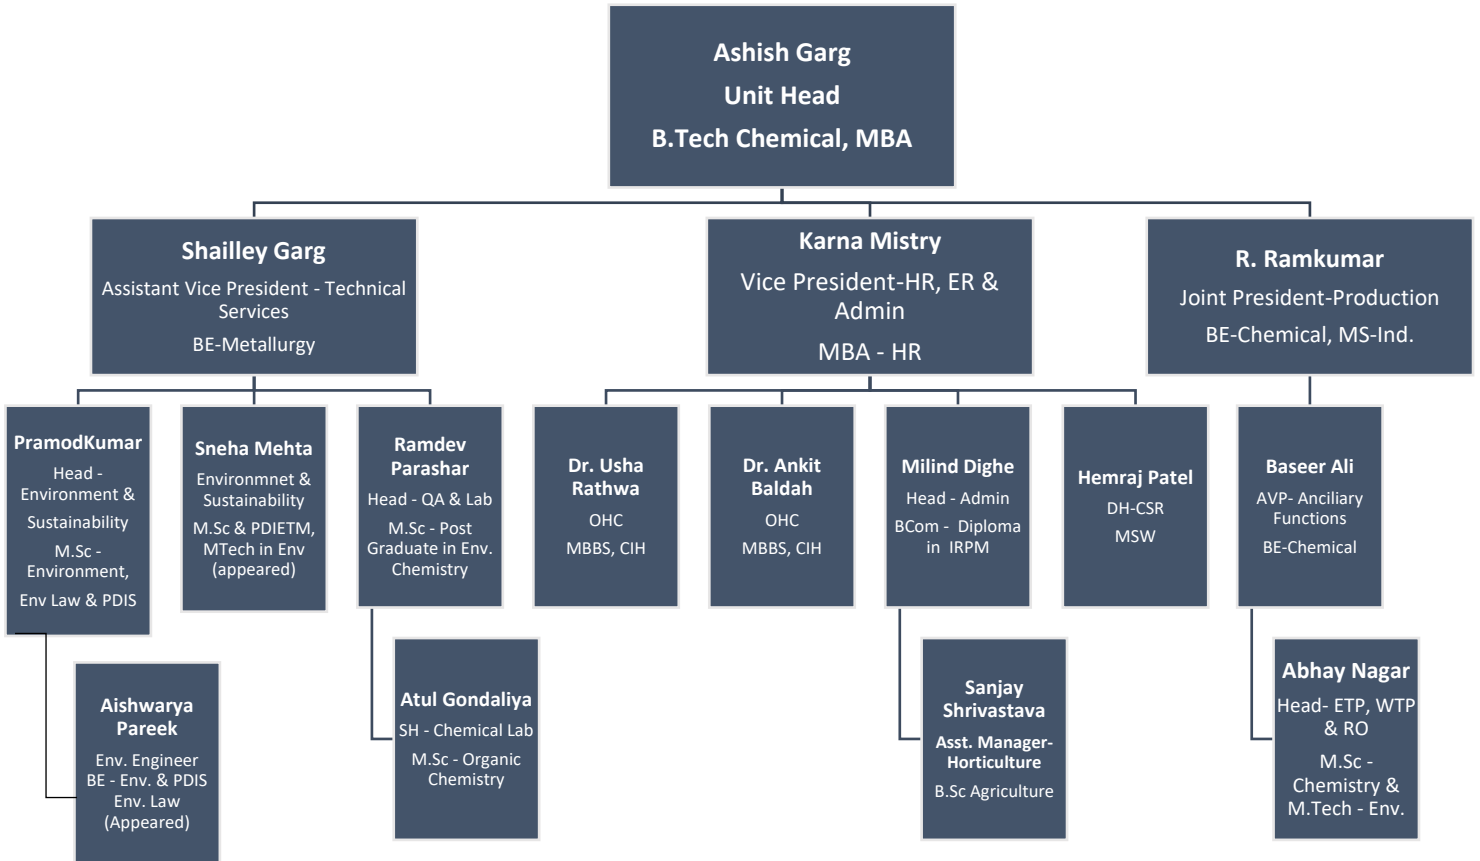 Ashish Garg
Unit Head
B.Tech Chemical, MBA
Shailley Garg
Assistant Vice President - Technical
Services
BE-Metallurgy
Karna Mistry
Vice President-HR, ER &
Admin
MBA - HR
R. Ramkumar
Joint President-Production
BE-Chemical, MS-Ind.
PramodKumar
Head -
Environment &
Sustainability
M.Sc -
Environment,
Env Law & PDIS
Sneha Mehta
Environmnet &
Sustainability
M.Sc & PDIETM,
MTech in Env
(appeared)
Ramdev
Parashar
Head - QA & Lab
M.Sc - Post
Graduate in Env.
Chemistry
Dr. Usha
Rathwa
OHC
MBBS, CIH
Dr. Ankit
Baldah
OHC
MBBS, CIH
Milind Dighe
Head - Admin
BCom - Diploma
in IRPM
Hemraj Patel
DH-CSR
MSW
Baseer Ali
AVP- Anciliary
Functions
BE-Chemical
Aishwarya
Pareek
Env. Engineer
BE - Env. & PDIS
Env. Law
(Appeared)
Atul Gondaliya
SH - Chemical Lab
M.Sc - Organic
Chemistry
Sanjay
Shrivastava
Asst. Manager-
Horticulture
B.Sc Agriculture
Abhay Nagar
Head- ETP, WTP
& RO
M.Sc -
Chemistry &
M.Tech - Env.